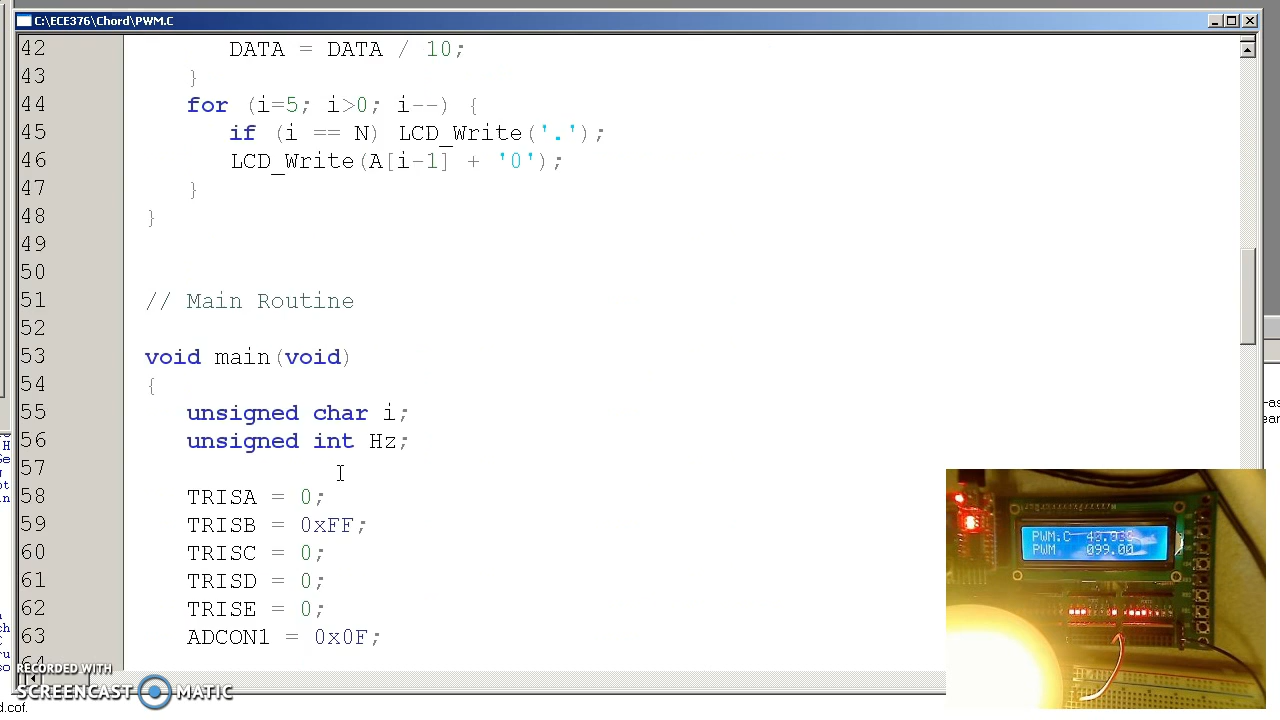 C:\ECE376\Chord\PWM.C
42 DATA = DATA / 10;
43 }
44 for (i=5; i>0; i--) {
45 if (i == N) LCD_Write('.');
46 LCD_Write(A[i-1] + '0');
47 }
48 }
49
50
51 // Main Routine
52
53 void main(void)
54 {
55 unsigned char i;
56 unsigned int Hz;
57
58 TRISA = 0;
59 TRISB = 0xFF;
60 TRISC = 0;
61 TRISD = 0;
62 TRISE = 0;
63 ADCON1 = 0x0F;
64
RECORDED WITH
SCREENCAST-O-MATIC
d.cof.
PWM.C
PWM 099.00